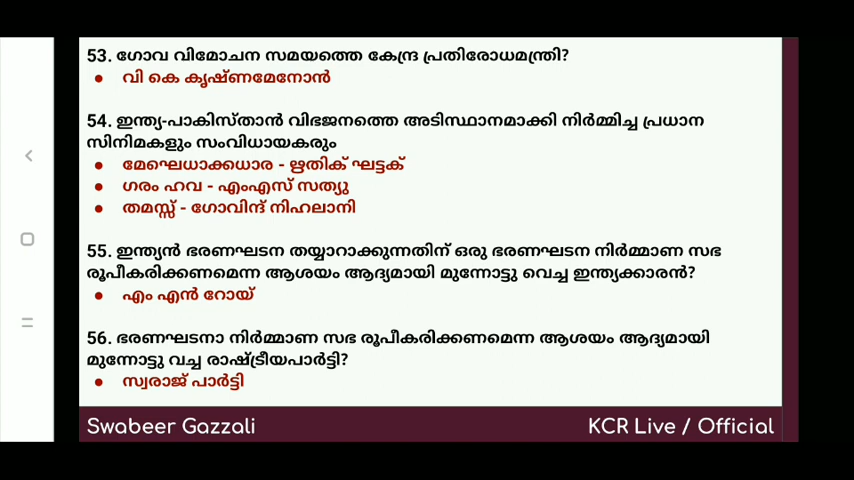 53. ഗോവ വിമോചന സമയത്തെ കേന്ദ്ര പ്രതിരോധമന്ത്രി?
● വി കെ കൃഷ്ണമേനോൻ
54. ഇന്ത്യ-പാകിസ്താൻ വിഭജനത്തെ അടിസ്ഥാനമാക്കി നിർമ്മിച്ച പ്രധാന
സിനിമകളും സംവിധായകരും
● മേഘെധാക്കധാര - ഋതിക് ഘട്ടക്
● ഗരം ഹവ - എംഎസ് സത്യു
● തമസ്സ് - ഗോവിന്ദ് നിഹലാനി
55. ഇന്ത്യൻ ഭരണഘടന തയ്യാറാക്കുന്നതിന് ഒരു ഭരണഘടന നിർമ്മാണ സഭ
രൂപീകരിക്കണമെന്ന ആശയം ആദ്യമായി മുന്നോട്ടു വെച്ച ഇന്ത്യക്കാരൻ?
● എം എൻ റോയ്
56. ഭരണഘടനാ നിർമ്മാണ സഭ രൂപീകരിക്കണമെന്ന ആശയം ആദ്യമായി
മുന്നോട്ടു വച്ച രാഷ്ട്രീയപാർട്ടി?
● സ്വരാജ് പാർട്ടി
Swabeer Gazzali KCR Live / Official